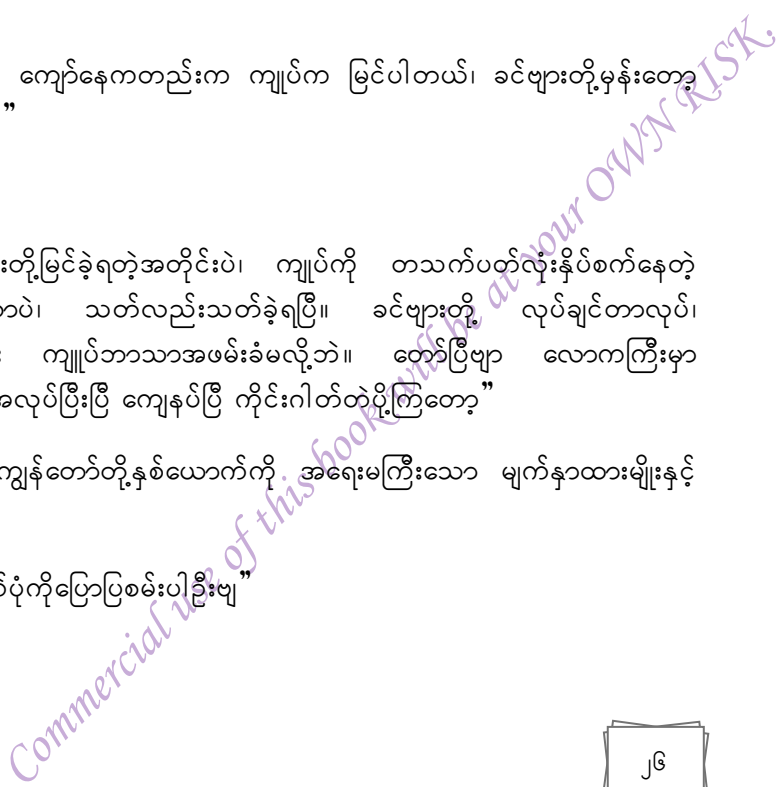 ကျော်နေကတည်းက ကျုပ်က မြင်ပါတယ်၊ ခင်ဗျားတို့မှန်းတော့
”
းတို့မြင်ခဲ့ရတဲ့အတိုင်းပဲ၊ ကျုပ်ကို တသက်ပတ်လုံးနှိပ်စက်နေတဲ့
ာပဲ၊ သတ်လည်းသတ်ခဲ့ရပြီ။ ခင်ဗျားတို့ လုပ်ချင်တာလုပ်၊
ကျုပ်ဘာသာအဖမ်းခံမလို့ဘဲ။ တော်ပြီဗျာ လောကကြီးမှာ
အလုပ်ပြီးပြီ ကျေနပ်ပြီ ကိုင်းဂါတ်တဲပို့ကြတော့”
ကျွန်တော်တို့နှစ်ယောက်ကို အရေးမကြီးသော မျက်နှာထားမျိုးနှင့်
ပုံကိုပြောပြစမ်းပါဦးဗျ”
၂၆
Commercial use of this book will be at your OWN RISK.